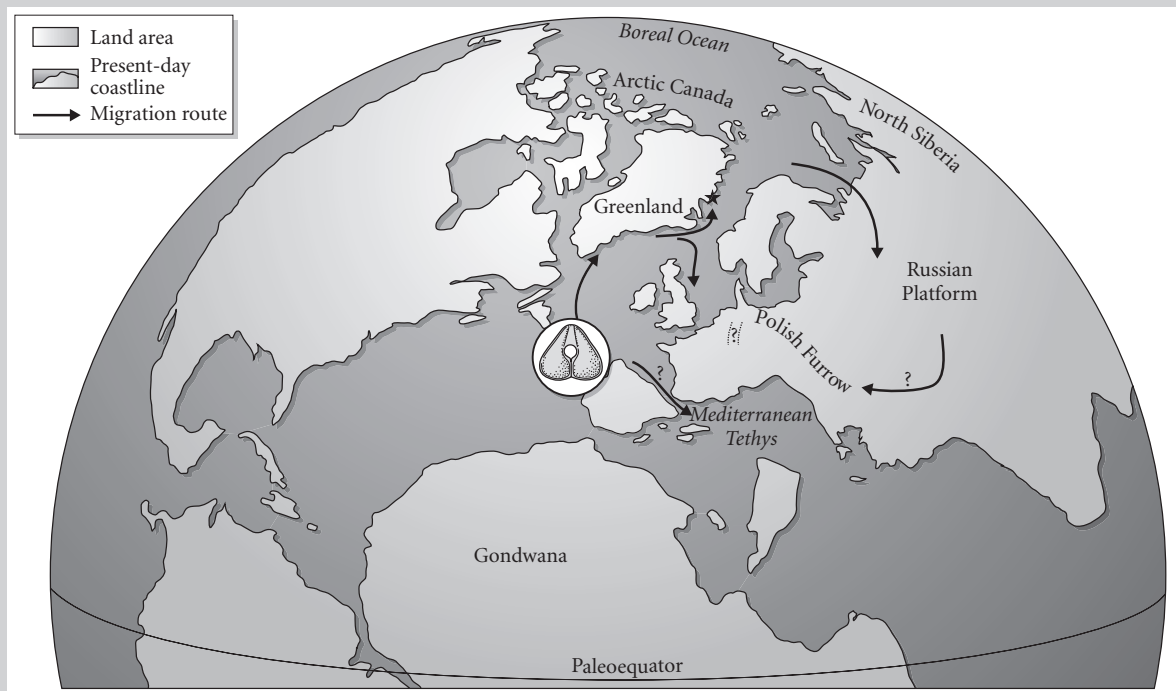 Land area
Present-day
coastline
Migration route
Boreal Ocean
Arctic Canada
North Siberia
Greenland
Russian
Platform
Polish Furrow
?
?
?
Mediterranean
Tethys
Gondwana
Paleoequator